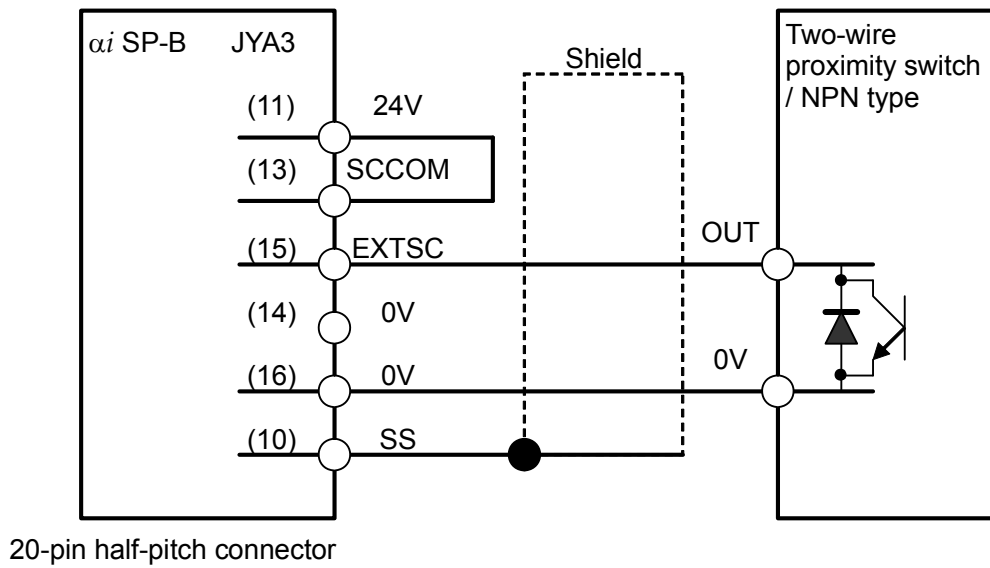 αi SP-B JYA3
Two-wire
proximity switch
/ NPN type
Shield
(11) 24V
(13) SCCOM
(15) EXTSC
OUT
(14) 0V
(16) 0V
0V
(10) SS
20-pin half-pitch connector